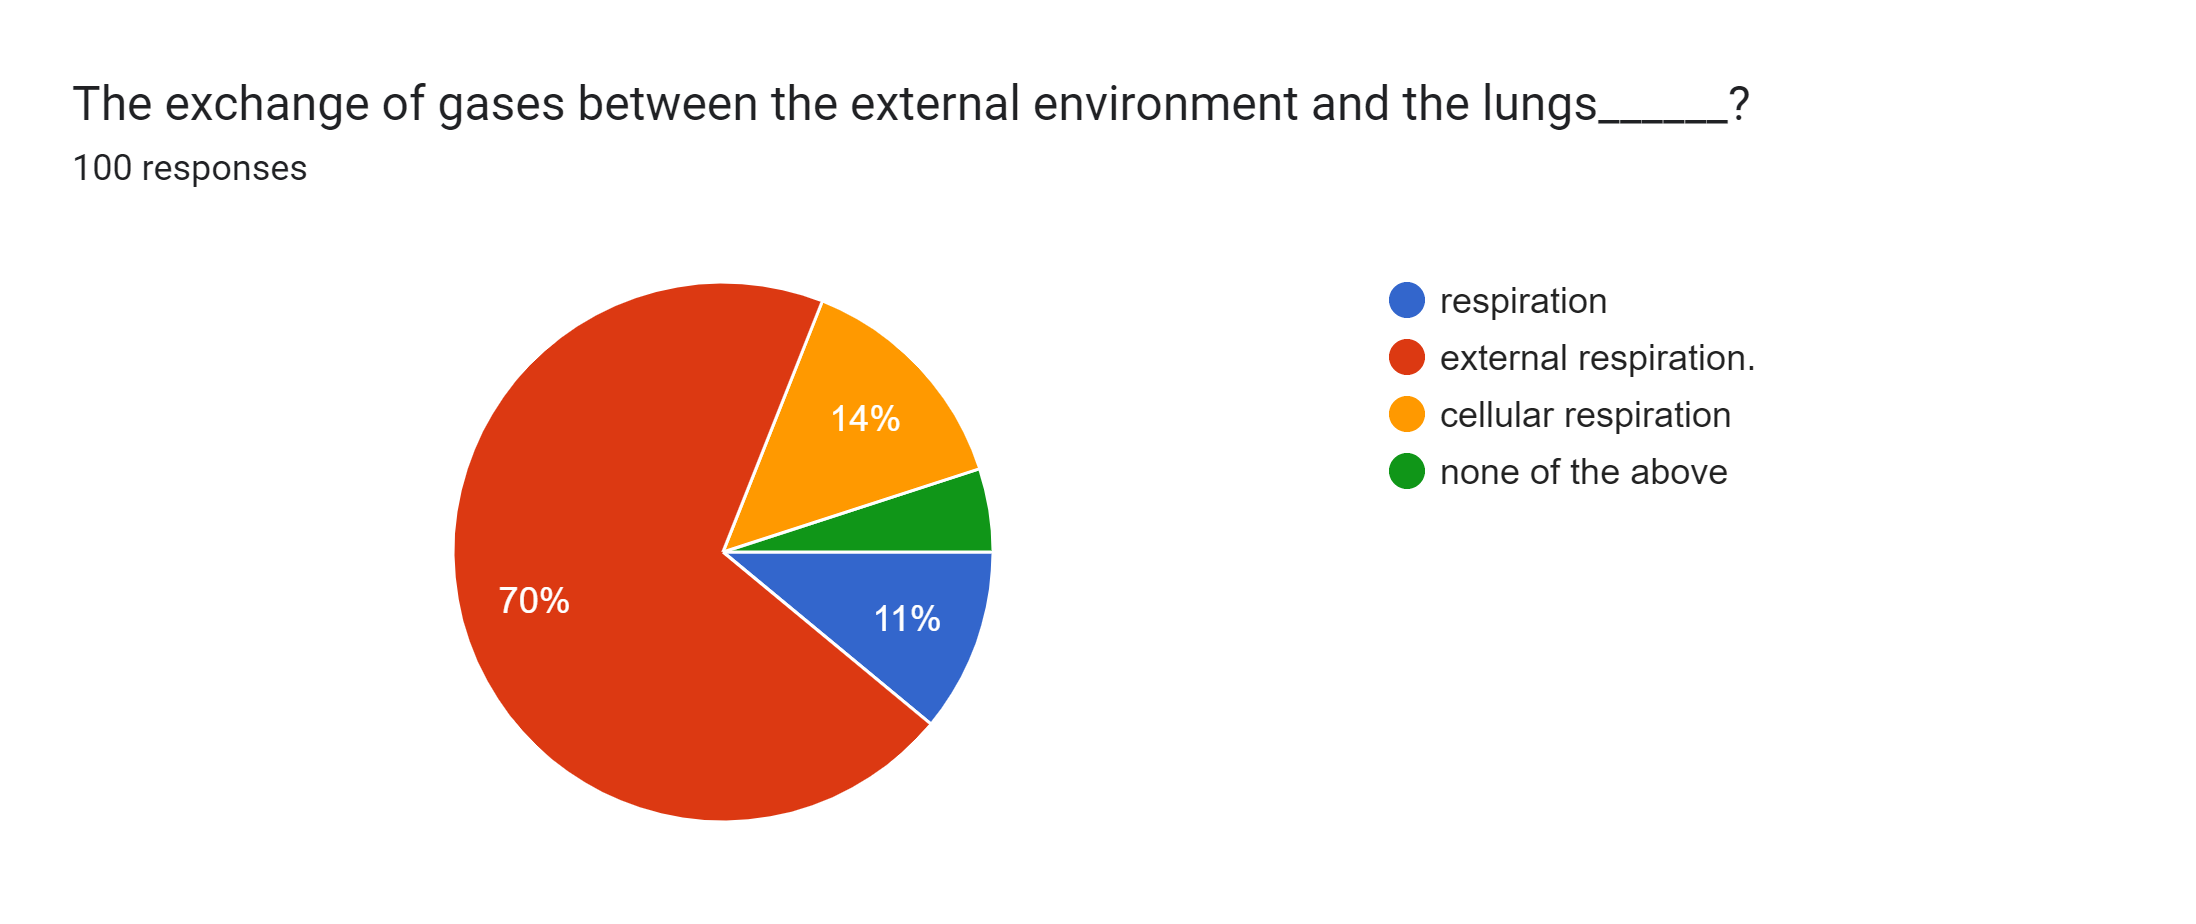 The exchange of gases between the external environment and the lungs______?
100 responses
14%
70%
11%
respiration
external respiration.
cellular respiration
none of the above